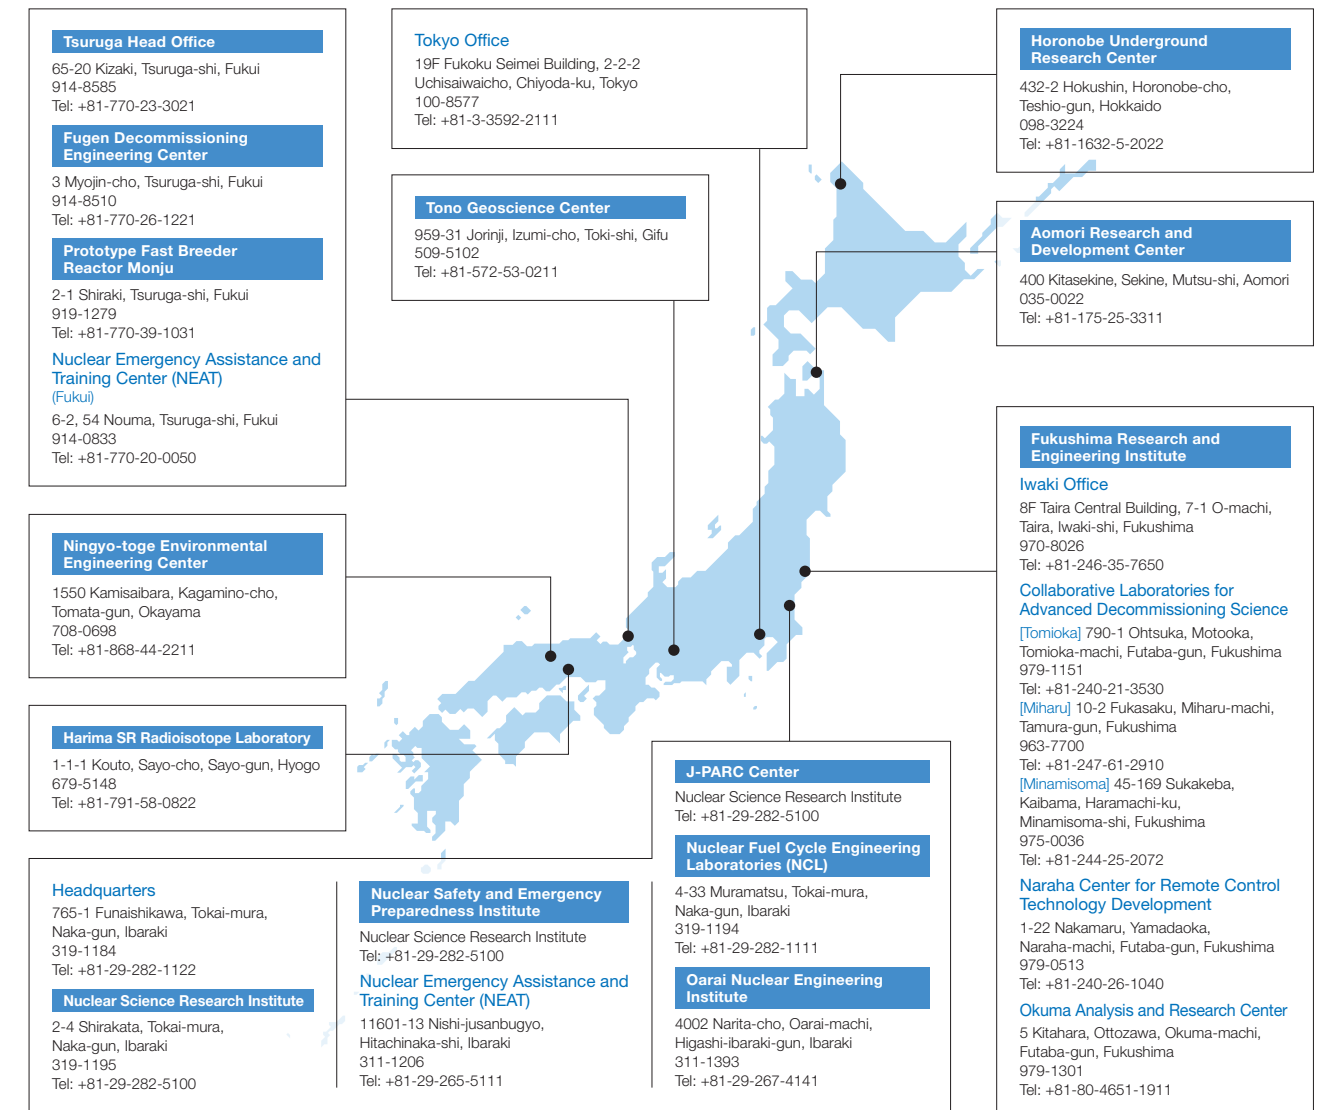 Tsuruga Head Office
65-20 Kizaki, Tsuruga-shi, Fukui
914-8585
Tel: +81-770-23-3021
Fugen Decommissioning
Engineering Center
3 Myojin-cho, Tsuruga-shi, Fukui
914-8510
Tel: +81-770-26-1221
Prototype Fast Breeder
Reactor Monju
2-1 Shiraki, Tsuruga-shi, Fukui
919-1279
Tel: +81-770-39-1031
Nuclear Emergency Assistance and
Training Center (NEAT)
(Fukui)
6-2, 54 Nouma, Tsuruga-shi, Fukui
914-0833
Tel: +81-770-20-0050
Tokyo Office
19F Fukoku Seimei Building, 2-2-2
Uchisaiwaicho, Chiyoda-ku, Tokyo
100-8577
Tel: +81-3-3592-2111
Tono Geoscience Center
959-31 Jorinji, Izumi-cho, Toki-shi, Gifu
509-5102
Tel: +81-572-53-0211
Horonobe Underground
Research Center
432-2 Hokushin, Horonobe-cho,
Teshio-gun, Hokkaido
098-3224
Tel: +81-1632-5-2022
Aomori Research and
Development Center
400 Kitasekine, Sekine, Mutsu-shi, Aomori
035-0022
Tel: +81-175-25-3311
Ningyo-toge Environmental
Engineering Center
1550 Kamisaibara, Kagamino-cho,
Tomata-gun, Okayama
708-0698
Tel: +81-868-44-2211
Harima SR Radioisotope Laboratory
1-1-1 Kouto, Sayo-cho, Sayo-gun, Hyogo
679-5148
Tel: +81-791-58-0822
Headquarters
765-1 Funaishikawa, Tokai-mura,
Naka-gun, Ibaraki
319-1184
Tel: +81-29-282-1122
Nuclear Science Research Institute
2-4 Shirakata, Tokai-mura,
Naka-gun, Ibaraki
319-1195
Tel: +81-29-282-5100
Nuclear Safety and Emergency
Preparedness Institute
Nuclear Science Research Institute
Tel: +81-29-282-5100
Nuclear Emergency Assistance and
Training Center (NEAT)
11601-13 Nishi-jusanbugyo,
Hitachinaka-shi, Ibaraki
311-1206
Tel: +81-29-265-5111
J-PARC Center
Nuclear Science Research Institute
Tel: +81-29-282-5100
Nuclear Fuel Cycle Engineering
Laboratories (NCL)
4-33 Muramatsu, Tokai-mura,
Naka-gun, Ibaraki
319-1194
Tel: +81-29-282-1111
Oarai Nuclear Engineering
Institute
4002 Narita-cho, Oarai-machi,
Higashi-ibaraki-gun, Ibaraki
311-1393
Tel: +81-29-267-4141
Fukushima Research and
Engineering Institute
Iwaki Office
8F Taira Central Building, 7-1 O-machi,
Taira, Iwaki-shi, Fukushima
970-8026
Tel: +81-246-35-7650
Collaborative Laboratories for
Advanced Decommissioning Science
[Tomioka] 790-1 Ohtsuka, Motooka,
Tomioka-machi, Futaba-gun, Fukushima
979-1151
Tel: +81-240-21-3530
[Miharu] 10-2 Fukasaku, Miharu-machi,
Tamura-gun, Fukushima
963-7700
Tel: +81-247-61-2910
[Minamisoma] 45-169 Sukakeba,
Kaibama, Haramachi-ku,
Minamisoma-shi, Fukushima
975-0036
Tel: +81-244-25-2072
Naraha Center for Remote Control
Technology Development
1-22 Nakamaru, Yamadaoka,
Naraha-machi, Futaba-gun, Fukushima
979-0513
Tel: +81-240-26-1040
Okuma Analysis and Research Center
5 Kitahara, Ottozawa, Okuma-machi,
Futaba-gun, Fukushima
979-1301
Tel: +81-80-4651-1911